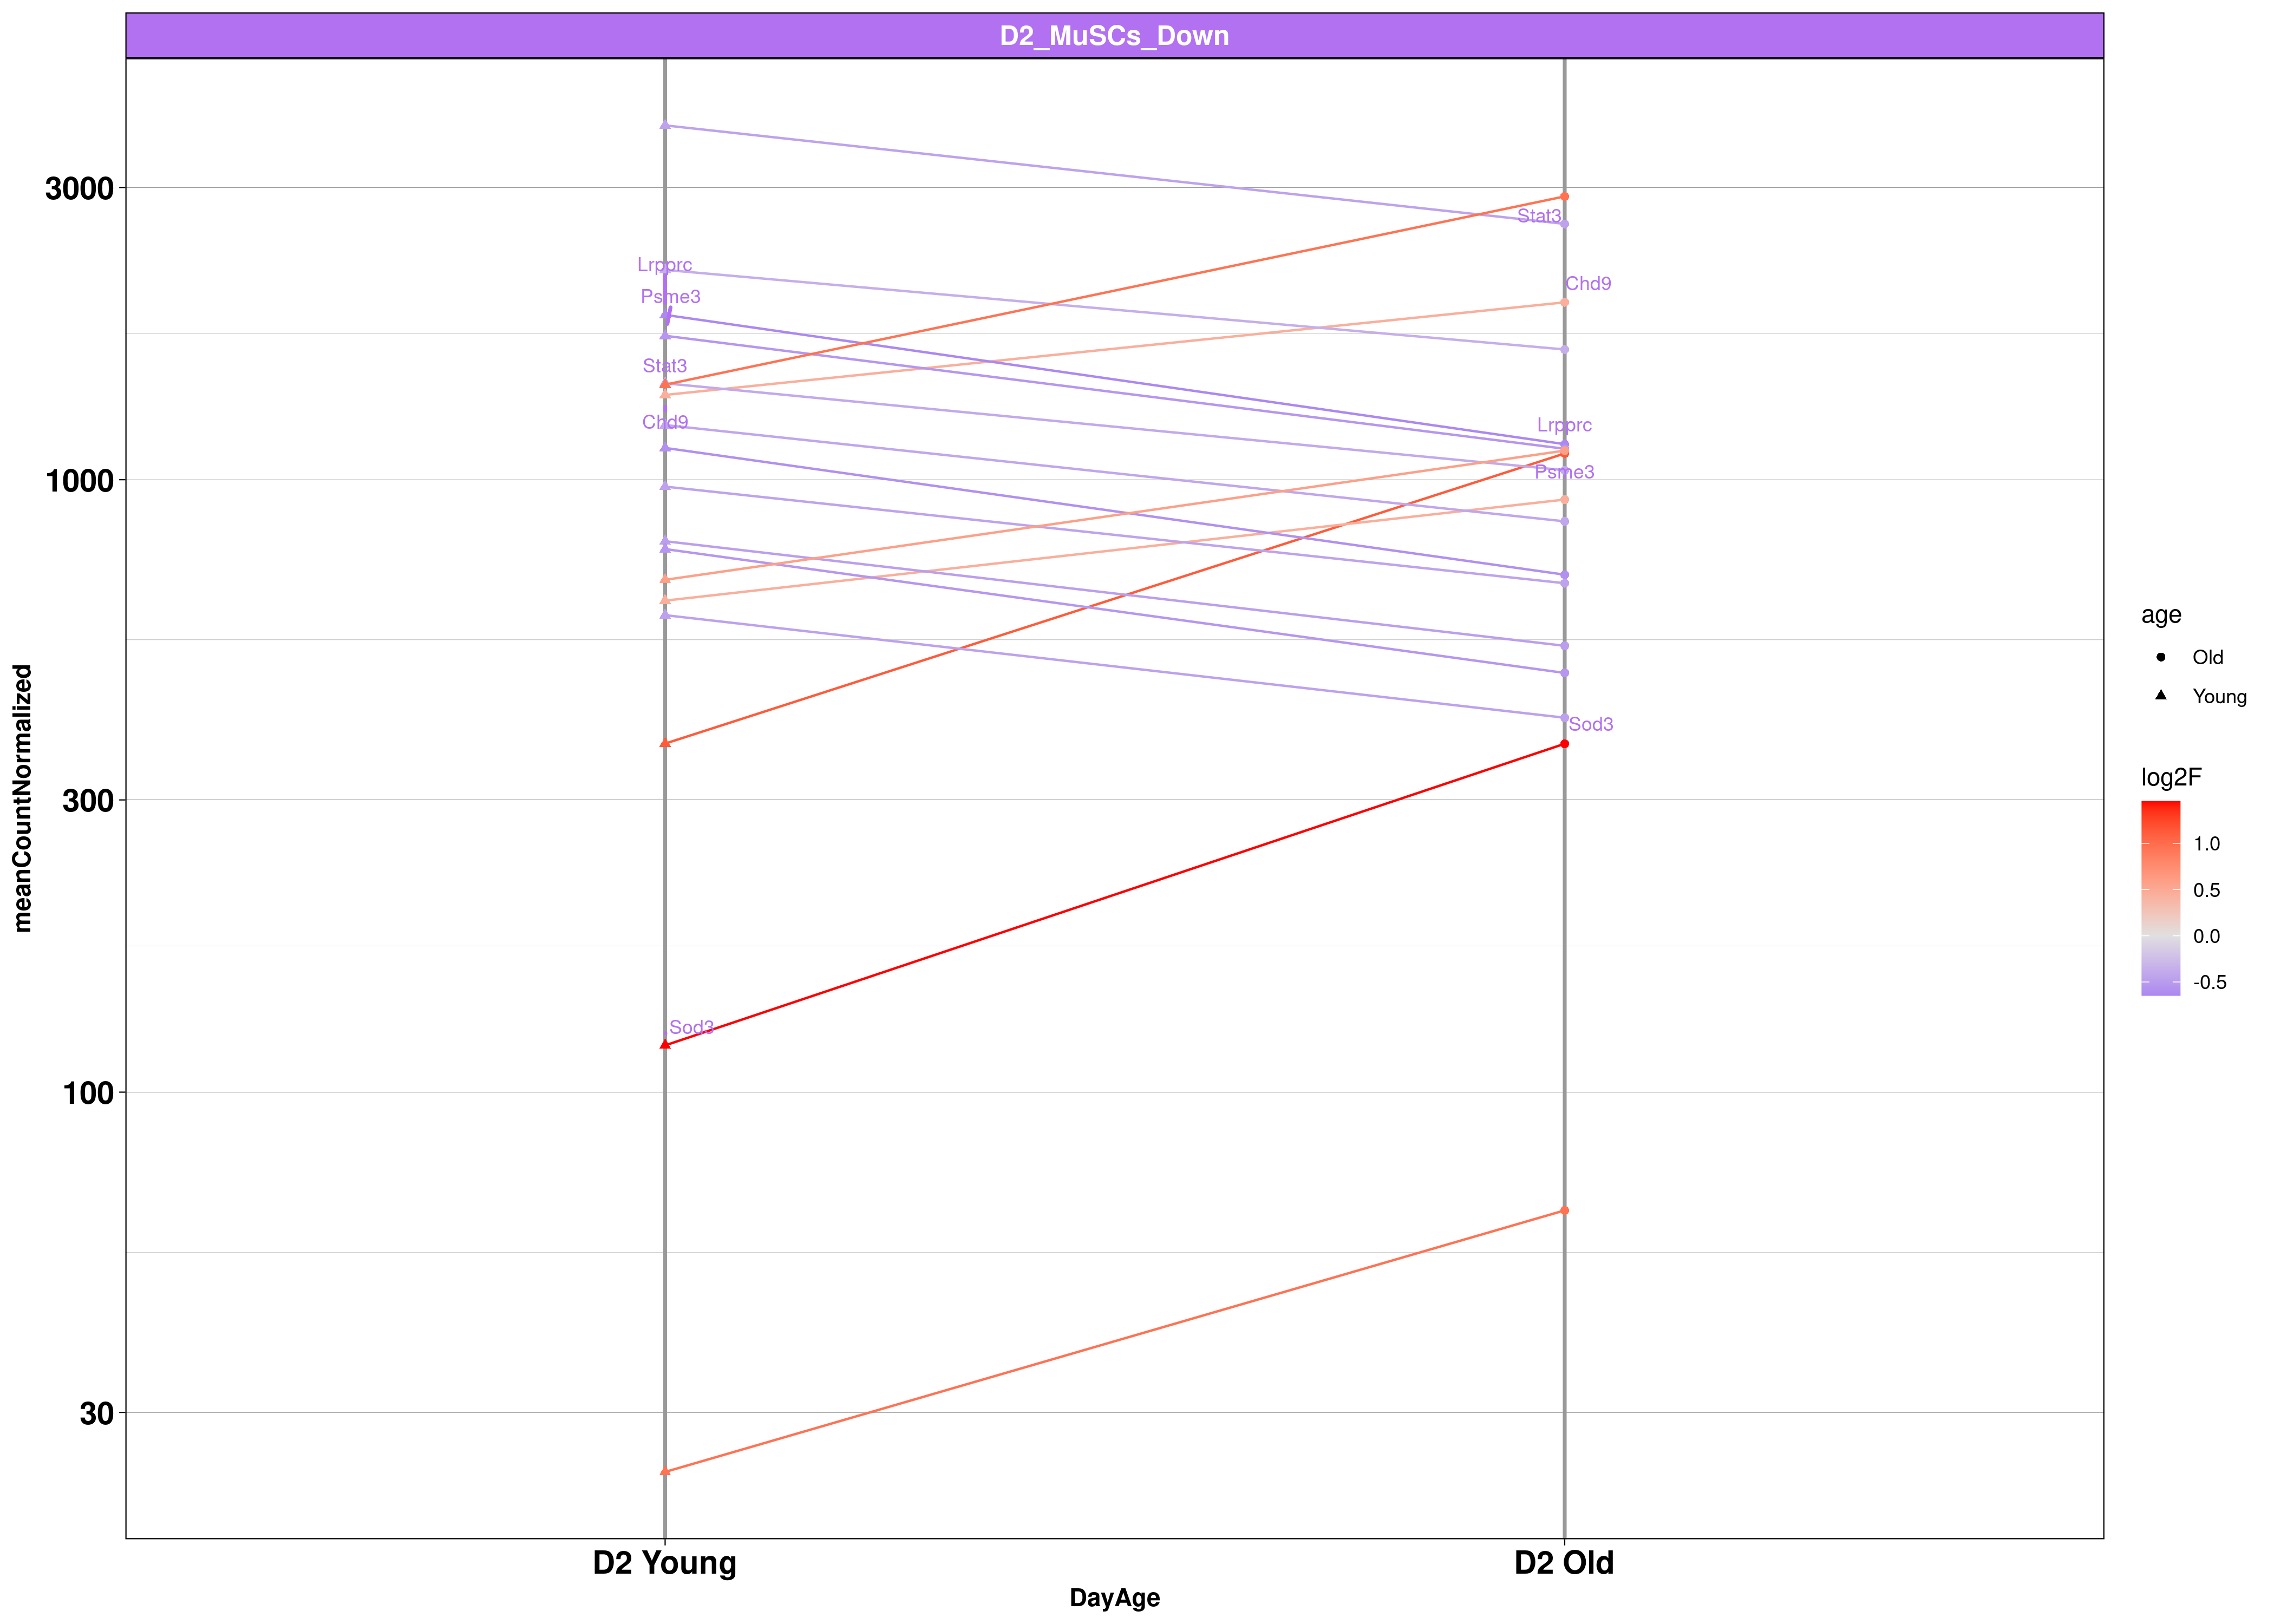 D2_MuSCs_Down
3000
1000
300
100
30
meanCountNormalized
Lrpprc
Psme3
Stat3
Chd9
Sod3
Stat3
Chd9
Lrpprc
Psme3
Sod3
D2 Young
D2 Old
DayAge
age
Old
Young
log2F
1.0
0.5
0.0
-0.5